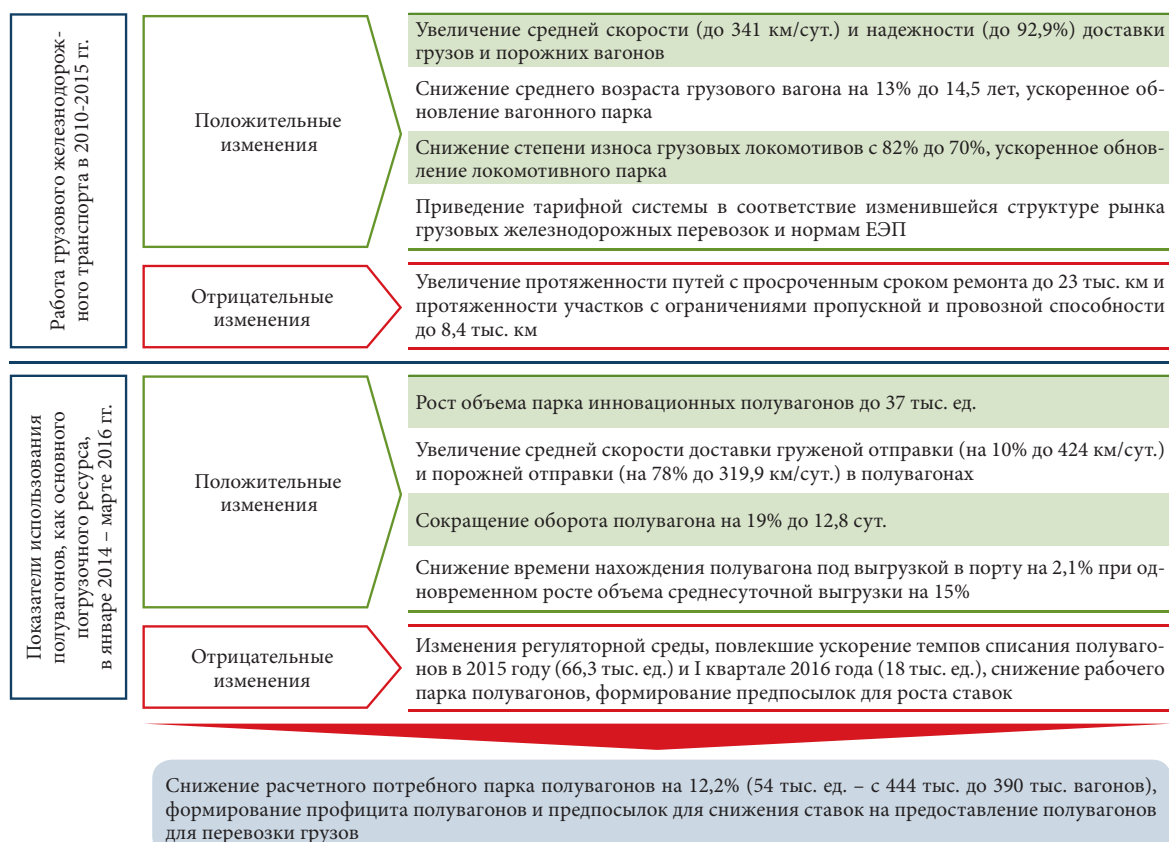 Работа грузового железнодорож-
ного транспорта в 2010-2015 гг.
Положительные
изменения
Увеличение средней скорости (до 341 км/сут.) и надежности (до 92,9%) доставки
грузов и порожних вагонов
Снижение среднего возраста грузового вагона на 13% до 14,5 лет, ускоренное об-
новление вагонного парка
Снижение степени износа грузовых локомотивов с 82% до 70%, ускоренное обнов-
ление локомотивного парка
Приведение тарифной системы в соответствие изменившейся структуре рынка
грузовых железнодорожных перевозок и нормам ЕЭП
Отрицательные
изменения
Увеличение протяженности путей с просроченным сроком ремонта до 23 тыс. км и
протяженности участков с ограничениями пропускной и провозной способности
до 8,4 тыс. км
Показатели использования
полувагонов, как основного
погрузочного ресурса,
в январе 2014 – марте 2016 гг.
Положительные
изменения
Рост объема парка инновационных полувагонов до 37 тыс. ед.
Увеличение средней скорости доставки груженой отправки (на 10% до 424 км/сут.)
и порожней отправки (на 78% до 319,9 км/сут.) в полувагонах
Сокращение оборота полувагона на 19% до 12,8 сут.
Снижение времени нахождения полувагона под выгрузкой в порту на 2,1% при од-
новременном росте объема среднесуточной выгрузки на 15%
Отрицательные
изменения
Изменения регуляторной среды, повлекшие ускорение темпов списания полуваго-
нов в 2015 году (66,3 тыс. ед.) и I квартале 2016 года (18 тыс. ед.), снижение рабочего
парка полувагонов, формирование предпосылок для роста ставок
Снижение расчетного потребного парка полувагонов на 12,2% (54 тыс. ед. – с 444 тыс. до 390 тыс. вагонов),
формирование профицита полувагонов и предпосылок для снижения ставок на предоставление полувагонов
для перевозки грузов